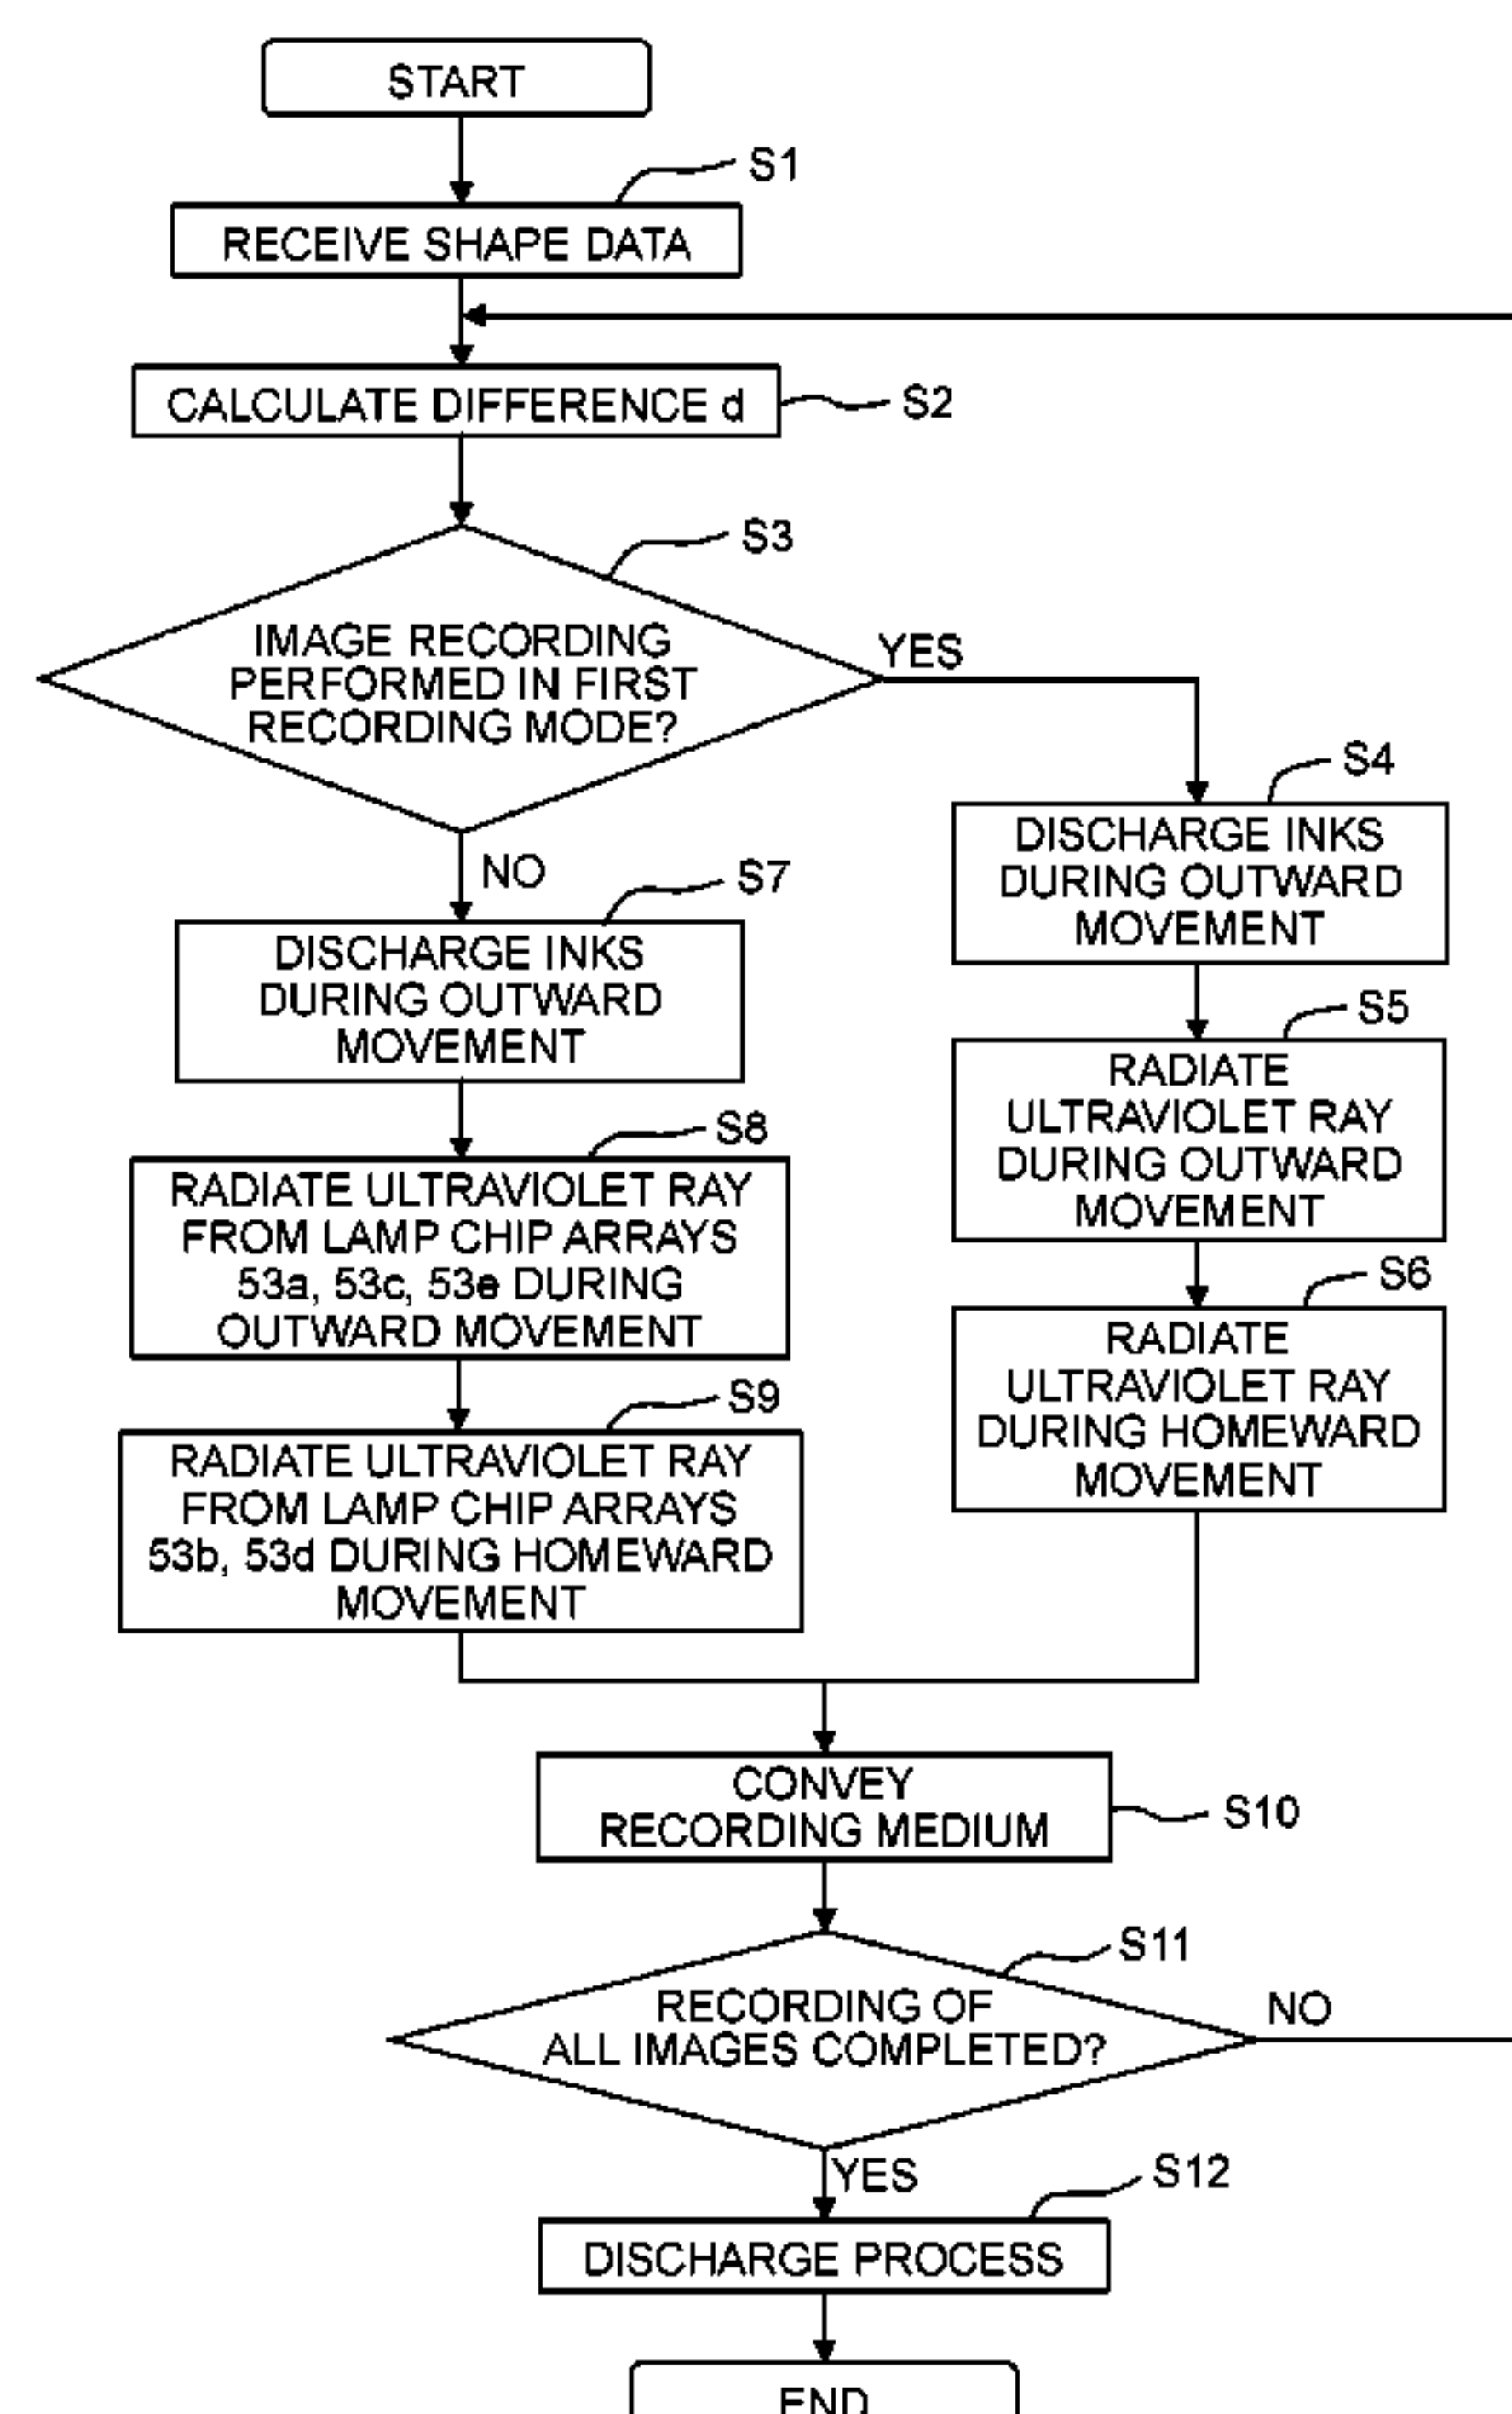 START
S1
RECEIVE SHAPE DATA
CALCULATE DIFFERENCE d
S2
S3
IMAGE RECORDING
PERFORMED IN FIRST
RECORDING MODE?
YES
NO
S7
DISCHARGE INKS
DURING OUTWARD
MOVEMENT
S8
RADIATE ULTRAVIOLET RAY
FROM LAMP CHIP ARRAYS
53a, 53c, 53e DURING
OUTWARD MOVEMENT
S9
RADIATE ULTRAVIOLET RAY
FROM LAMP CHIP ARRAYS
53b, 53d DURING HOMEWARD
MOVEMENT
S4
DISCHARGE INKS
DURING OUTWARD
MOVEMENT
S5
RADIATE
ULTRAVIOLET RAY
DURING OUTWARD
MOVEMENT
S6
RADIATE
ULTRAVIOLET RAY
DURING HOMEWARD
MOVEMENT
CONVEY
RECORDING MEDIUM
S10
S11
RECORDING OF
ALL IMAGES COMPLETED?
NO
YES
S12
DISCHARGE PROCESS
END